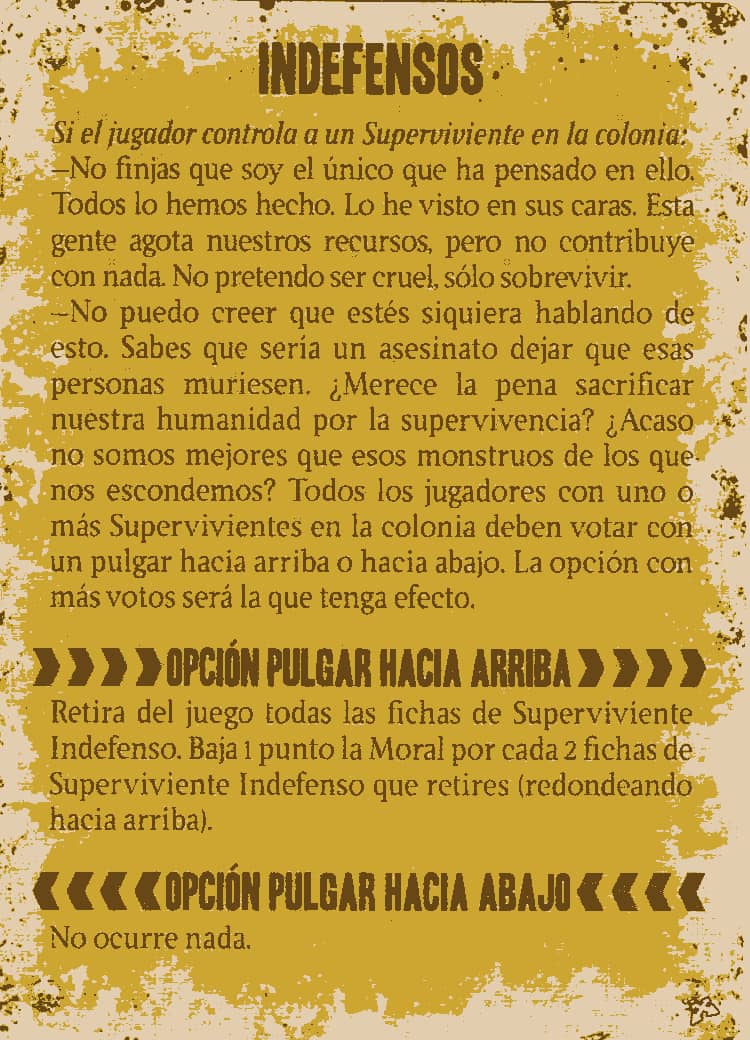 INDEFENSOS
Si el jugador controla a un Superviviente en la colonia:
—No finjas que soy el único que ha pensado en ello.
Todos lo hemos hecho. Lo he visto en sus caras. Esta
gente agota nuestros recursos, pero no contribuye
con nada. No pretendo ser cruel, sólo sobrevivir.
—No puedo creer que estés siquiera hablando de
esto. Sabes que sería un asesinato dejar que esas
personas muriesen. ¿Merece la pena sacrificar
nuestra humanidad por la supervivencia? ¿Acaso
no somos mejores que esos monstruos de los que
nos escondemos? Todos los jugadores con uno o
más Supervivientes en la colonia deben votar con
un pulgar hacia arriba o hacia abajo. La opción con
más votos será la que tenga efecto.
OPCIÓN PULGAR HACIA ARRIBA
Retira del juego todas las fichas de Superviviente
Indefenso. Baja 1 punto la Moral por cada 2 fichas de
Superviviente Indefenso que retires (redondeando
hacia arriba).
OPCIÓN PULGAR HACIA ABAJO
No ocurre nada.